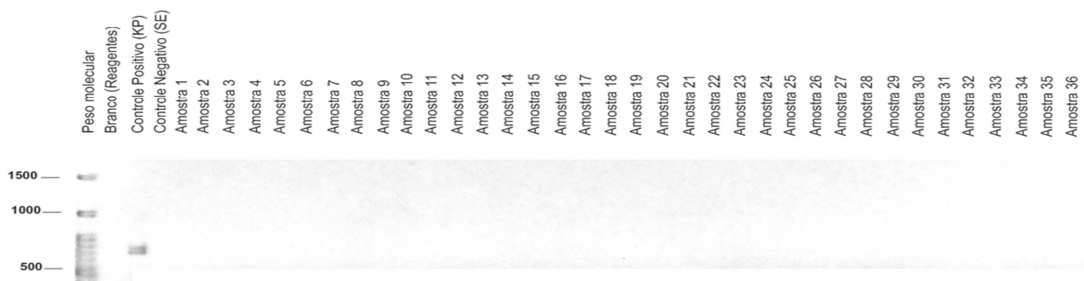 Peso molecular
Branco (Reagentes)
Controle Positivo (KP)
Controle Negativo (SE)
Amostra 1
Amostra 2
Amostra 3
Amostra 4
Amostra 5
Amostra 6
Amostra 7
Amostra 8
Amostra 9
Amostra 10
Amostra 11
Amostra 12
Amostra 13
Amostra 14
Amostra 15
Amostra 16
Amostra 17
Amostra 18
Amostra 19
Amostra 20
Amostra 21
Amostra 22
Amostra 23
Amostra 24
Amostra 25
Amostra 26
Amostra 27
Amostra 28
Amostra 29
Amostra 30
Amostra 31
Amostra 32
Amostra 33
Amostra 34
Amostra 35
Amostra 36
1500
1000
500